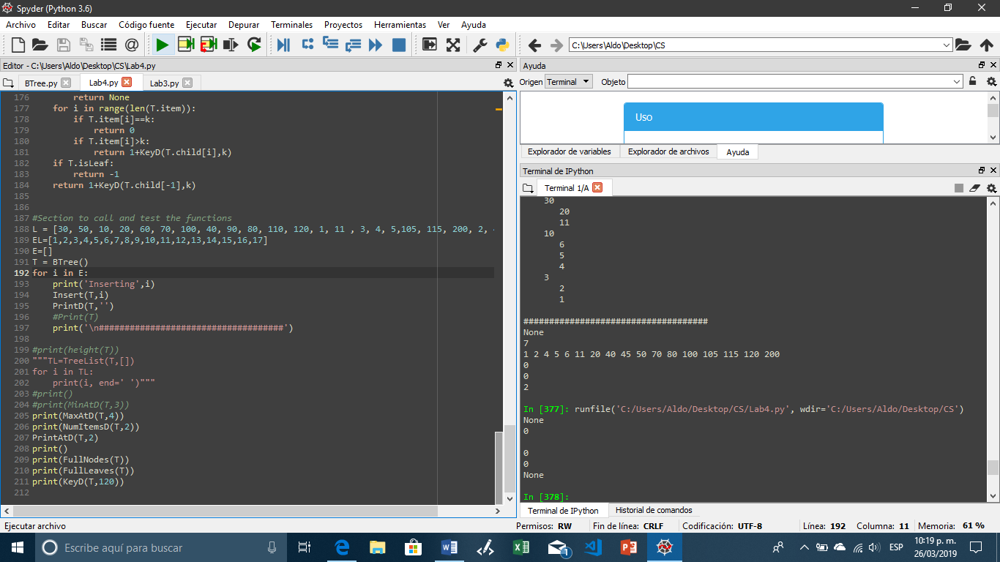 Spyder (Python 3.6)
Archivo Editar Buscar Código fuente Ejecutar Depurar Terminales Proyectos Herramientas Ver Ayuda
C:\Users\Aldo\Desktop\CS
Editor - C:\Users\Aldo\Desktop\CS\Lab4.py
BTree.py Lab4.py Lab3.py
176         return None
177     for i in range(len(T.item)):
178         if T.item[i]==k:
179             return 0
180         if T.item[i]>k:
181             return 1+KeyD(T.child[i],k)
182     if T.isLeaf:
183         return -1
184     return 1+KeyD(T.child[-1],k)
185
186
187 #Section to call and test the functions
188 L = [30, 50, 10, 20, 60, 70, 100, 40, 90, 80, 110, 120, 1, 11 , 3, 4, 5,105, 115, 200, 2,
189 EL=[1,2,3,4,5,6,7,8,9,10,11,12,13,14,15,16,17]
190 E=[]
191 T = BTree()
192 for i in E:
193     print('Inserting',i)
194     Insert(T,i)
195     PrintD(T,'')
196     #Print(T)
197     print('\n####################################')
198
199 #print(height(T))
200 """TL=TreeList(T,[])
201 for i in TL:
202     print(i, end=' ')"""
203 #print()
204 #print(MinAtD(T,3))
205 print(MaxAtD(T,4))
206 print(NumItemsD(T,2))
207 PrintAtD(T,2)
208 print()
209 print(FullNodes(T))
210 print(FullLeaves(T))
211 print(KeyD(T,120))
212
Ayuda
Origen Terminal Objeto
Uso
Explorador de variables Explorador de archivos Ayuda
Terminal de IPython
Terminal 1/A
30
20
11
10
6
5
4
3
2
1
####################################
None
7
1 2 4 5 6 11 20 40 45 50 70 80 100 105 115 120 200
0
0
2
In [377]: runfile('C:/Users/Aldo/Desktop/CS/Lab4.py', wdir='C:/Users/Aldo/Desktop/CS')
None
0
0
0
None
In [378]:
Terminal de IPython Historial de comandos
Ejecutar archivo Permisos: RW Fin de línea: CRLF Codificación: UTF-8 Línea: 192 Columna: 11 Memoria: 61 %
Escribe aquí para buscar
1
ESP
10:19 p. m.
26/03/2019